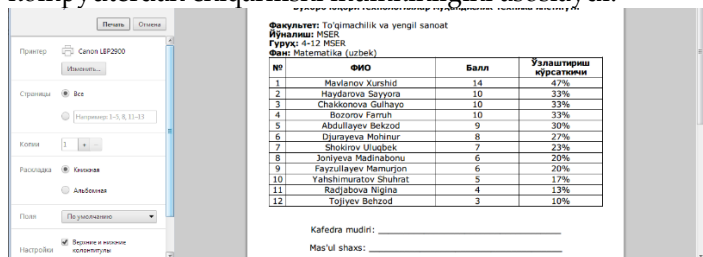 Печать Отмена
Принтер Canon LBP2900
Изменить...
Страницы Все
Например: 1-3, 8, 11-13
Копии 1 + -
Раскладка Книжная
Альбомная
Поля По умолчанию
Настройки Верхние и нижние колонтитулы
Факультет: To'qimachilik va yengil sanoat
Йўналиш: MSER
Гуруҳ: 4-12 MSER
Фан: Matematika (uzbek)
№ ФИО Балл Ўзлаштириш кўрсаткичи
1 Mavlanov Xurshid 14 47%
2 Haydarova Sayyora 10 33%
3 Chakkonova Gulhayo 10 33%
4 Bozorov Farruh 10 33%
5 Abdullayev Bekzod 9 30%
6 Djurayeva Mohinur 8 27%
7 Shokirov Ulugbek 7 23%
8 Joniyeva Madinabonu 6 20%
9 Fayzullayev Mamurjon 6 20%
10 Yahshimuratov Shuhrat 5 17%
11 Radjabova Nigina 4 13%
12 Tojiyev Behzod 3 10%
Kafedra mudiri:
Mas'ul shaxs: